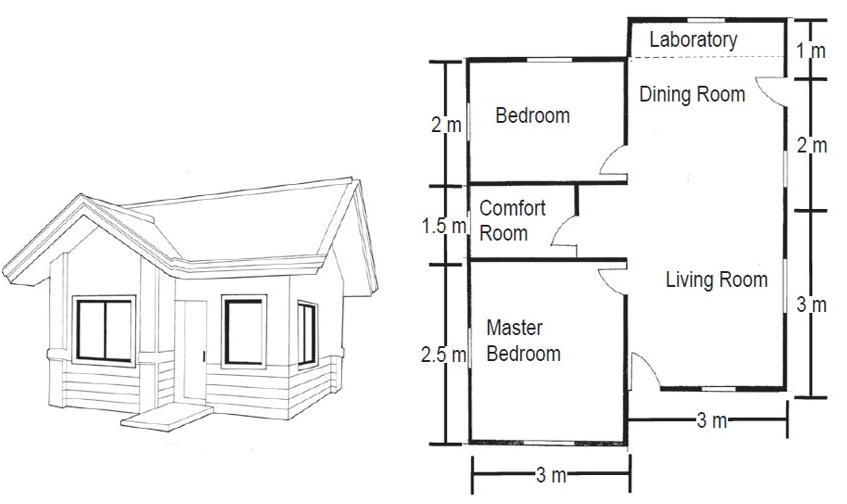 Laboratory
1 m
Dining Room
2 m
Bedroom
2 m
Comfort
Room
1.5 m
Living Room
3 m
Master
Bedroom
2.5 m
3 m
3 m